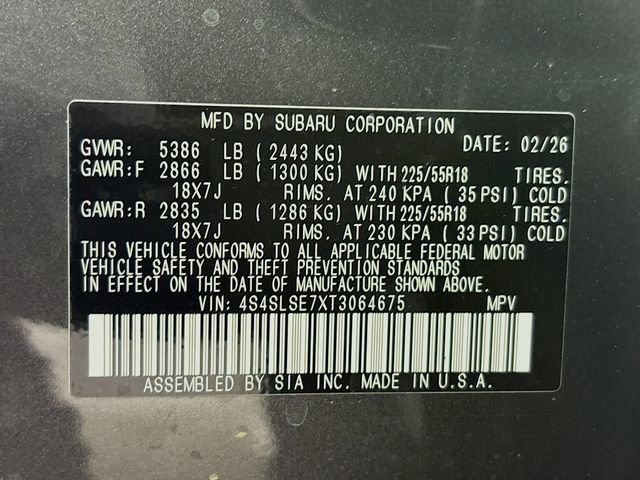 MFD BY SUBARU CORPORATION
GVWR: 5386 LB (2443 KG) DATE: 02/26
GAWR:F 2866 LB (1300 KG) WITH 225/55R18 TIRES.
18X7J RIMS. AT 240 KPA (35 PSI) COLD
GAWR:R 2835 LB (1286 KG) WITH 225/55R18 TIRES.
18X7J RIMS. AT 230 KPA (33 PSI) COLD
THIS VEHICLE CONFORMS TO ALL APPLICABLE FEDERAL MOTOR
VEHICLE SAFETY AND THEFT PREVENTION STANDARDS
IN EFFECT ON THE DATE OF MANUFACTURE SHOWN ABOVE.
VIN: 4S4SLSE7XT3064675 MPV
ASSEMBLED BY SIA INC. MADE IN U.S.A.